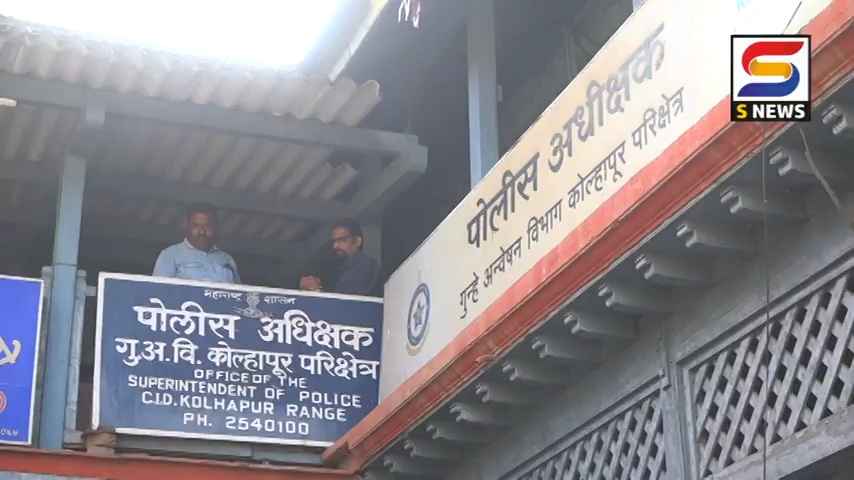 महाराष्ट्र शासन
पोलीस अधीक्षक
गु.अ.वि. कोल्हापूर परिक्षेत्र
OFFICE OF THE
SUPERINTENDENT OF POLICE
C.I.D. KOLHAPUR RANGE
PH. 2540100
पोलीस अधीक्षक
गुन्हे अन्वेषन विभाग कोल्हापूर परिक्षेत्र
S NEWS